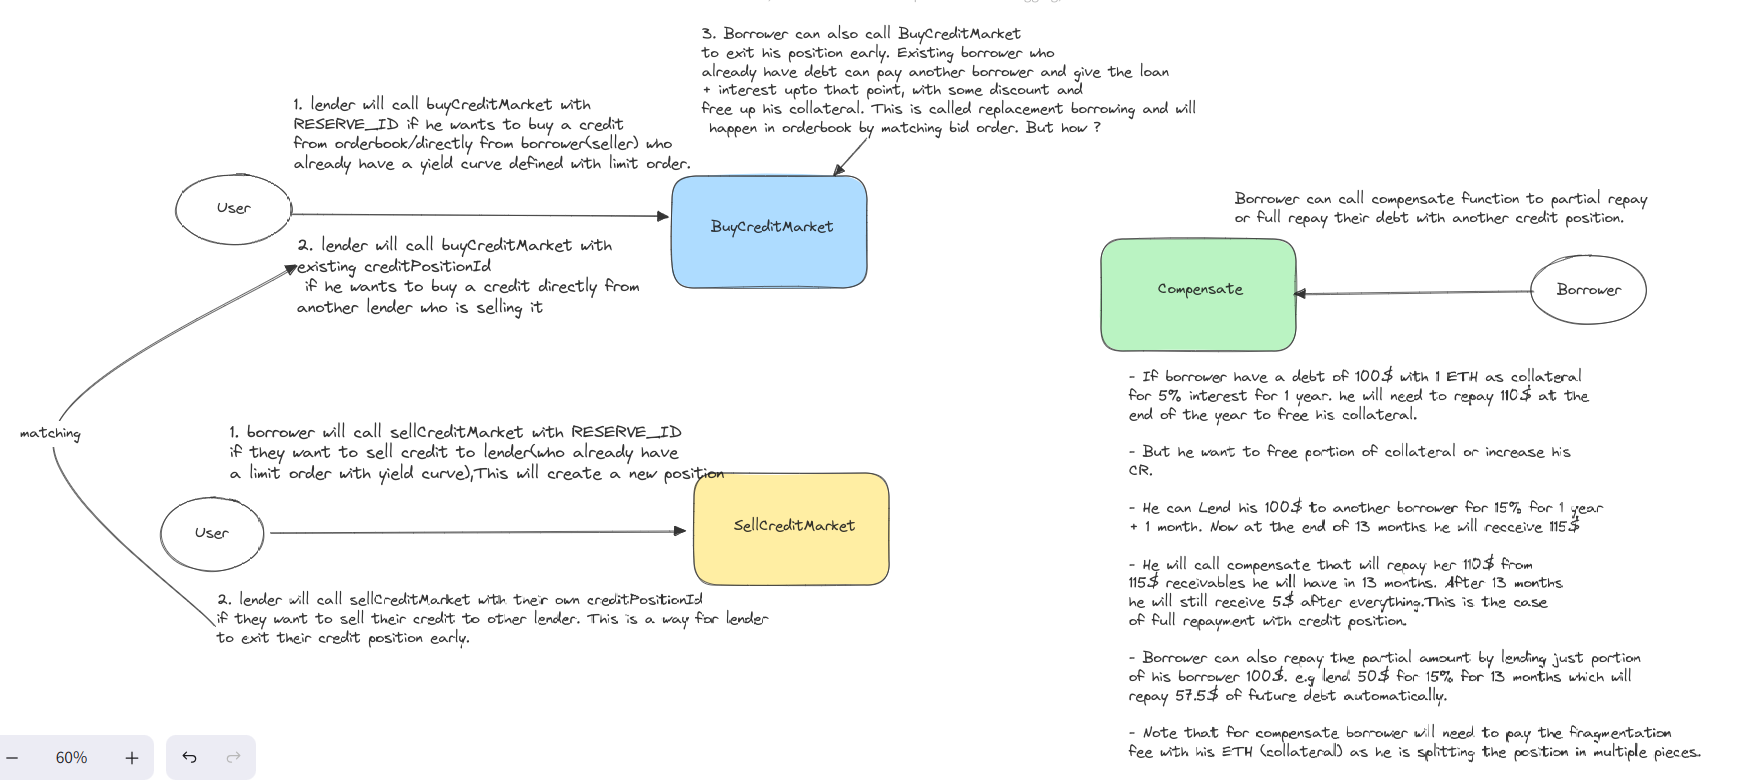 3. Borrower can also call BuyCreditMarket
to exit his position early. Existing borrower who
already have debt can pay another borrower and give the loan
+ interest upto that point, with some discount and
free up his collateral. This is called replacement borrowing and will
happen in orderbook by matching bid order. But how ?
1. lender will call buyCreditMarket with
RESERVE_ID if he wants to buy a credit
from orderbook/directly from borrower(seller) who
already have a yield curve defined with limit order.
User
BuyCreditMarket
2. lender will call buyCreditMarket with
existing creditPositionId
if he wants to buy a credit directly from
another lender who is selling it
matching
1. borrower will call sellCreditMarket with RESERVE_ID
if they want to sell credit to lender(who already have
a limit order with yield curve),This will create a new position
User
SellCreditMarket
2. lender will call sellCreditMarket with their own creditPositionId
if they want to sell their credit to other lender. This is a way for lender
to exit their credit position early.
Borrower can call compensate function to partial repay
or full repay their debt with another credit position.
Compensate
Borrower
- If borrower have a debt of 100$ with 1 ETH as collateral
for 5% interest for 1 year. he will need to repay 110$ at the
end of the year to free his collateral.
- But he want to free portion of collateral or increase his
CR.
- He can Lend his 100$ to another borrower for 15% for 1 year
+ 1 month. Now at the end of 13 months he will recceive 115$
- He will call compensate that will repay her 110$ from
115$ receivables he will have in 13 months. After 13 months
he will still receive 5$ after everything.This is the case
of full repayment with credit position.
- Borrower can also repay the partial amount by lending just portion
of his borrower 100$. e.g lend 50$ for 15% for 13 months which will
repay 57.5$ of future debt automatically.
- Note that for compensate borrower will need to pay the fragmentation
fee with his ETH (collateral) as he is splitting the position in multiple pieces.
60%